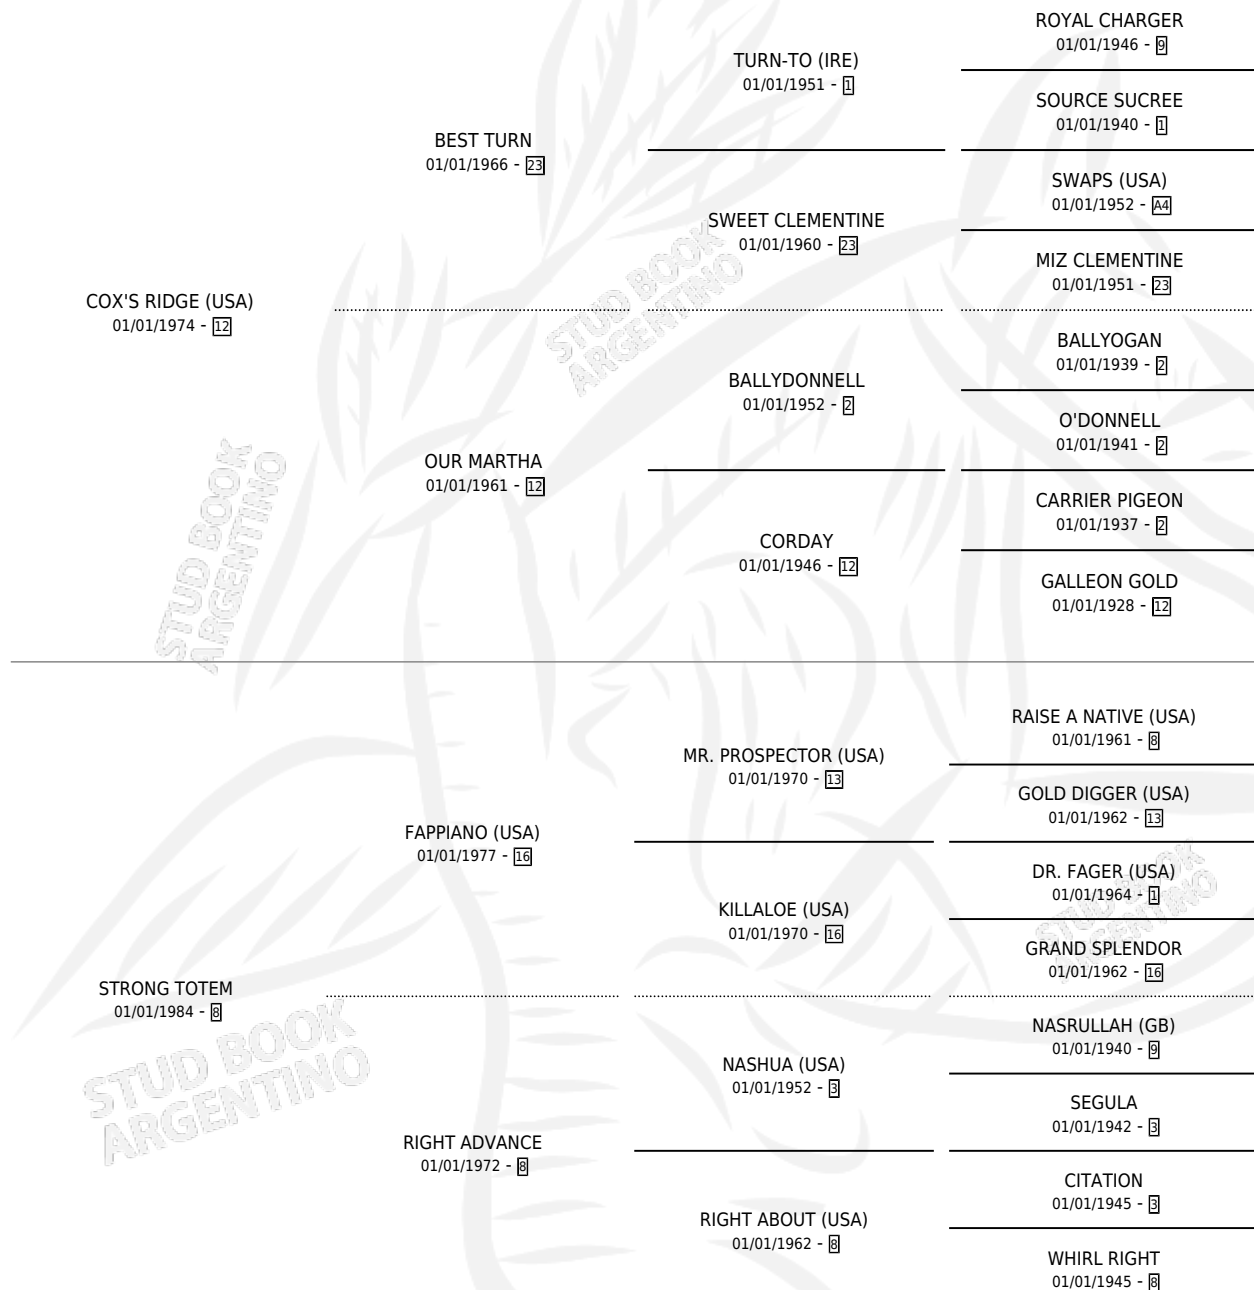 COX'S RIDGE (USA)
01/01/1974 - 12
BEST TURN
01/01/1966 - 23
TURN-TO (IRE)
01/01/1951 - 1
ROYAL CHARGER
01/01/1946 - 9
SOURCE SUCREE
01/01/1940 - 1
SWEET CLEMENTINE
01/01/1960 - 23
SWAPS (USA)
01/01/1952 - A4
MIZ CLEMENTINE
01/01/1951 - 23
OUR MARTHA
01/01/1961 - 12
BALLYDONNELL
01/01/1952 - 2
BALLYOGAN
01/01/1939 - 2
O'DONNELL
01/01/1941 - 2
CORDAY
01/01/1946 - 12
CARRIER PIGEON
01/01/1937 - 2
GALLEON GOLD
01/01/1928 - 12
STRONG TOTEM
01/01/1984 - 8
FAPPIANO (USA)
01/01/1977 - 16
MR. PROSPECTOR (USA)
01/01/1970 - 13
RAISE A NATIVE (USA)
01/01/1961 - 8
GOLD DIGGER (USA)
01/01/1962 - 13
KILLALOE (USA)
01/01/1970 - 16
DR. FAGER (USA)
01/01/1964 - 1
GRAND SPLENDOR
01/01/1962 - 16
RIGHT ADVANCE
01/01/1972 - 8
NASHUA (USA)
01/01/1952 - 3
NASRULLAH (GB)
01/01/1940 - 9
SEGULA
01/01/1942 - 3
RIGHT ABOUT (USA)
01/01/1962 - 8
CITATION
01/01/1945 - 3
WHIRL RIGHT
01/01/1945 - 8
STUD BOOK
ARGENTINO
STUD BOOK
ARGENTINO
STUD BOOK
ARGENTINO
STUD BOOK
ARGENTINO